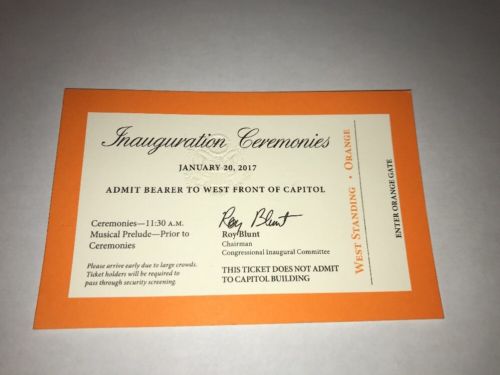 Inauguration Ceremonies
JANUARY 20, 2017
ADMIT BEARER TO WEST FRONT OF CAPITOL
Ceremonies—11:30 A.M.
Musical Prelude—Prior to
Ceremonies
Please arrive early due to large crowds.
Ticket holders will be required to
pass through security screening.
Roy Blunt
Roy Blunt
Chairman
Congressional Inaugural Committee
THIS TICKET DOES NOT ADMIT
TO CAPITOL BUILDING
WEST STANDING • ORANGE
ENTER ORANGE GATE